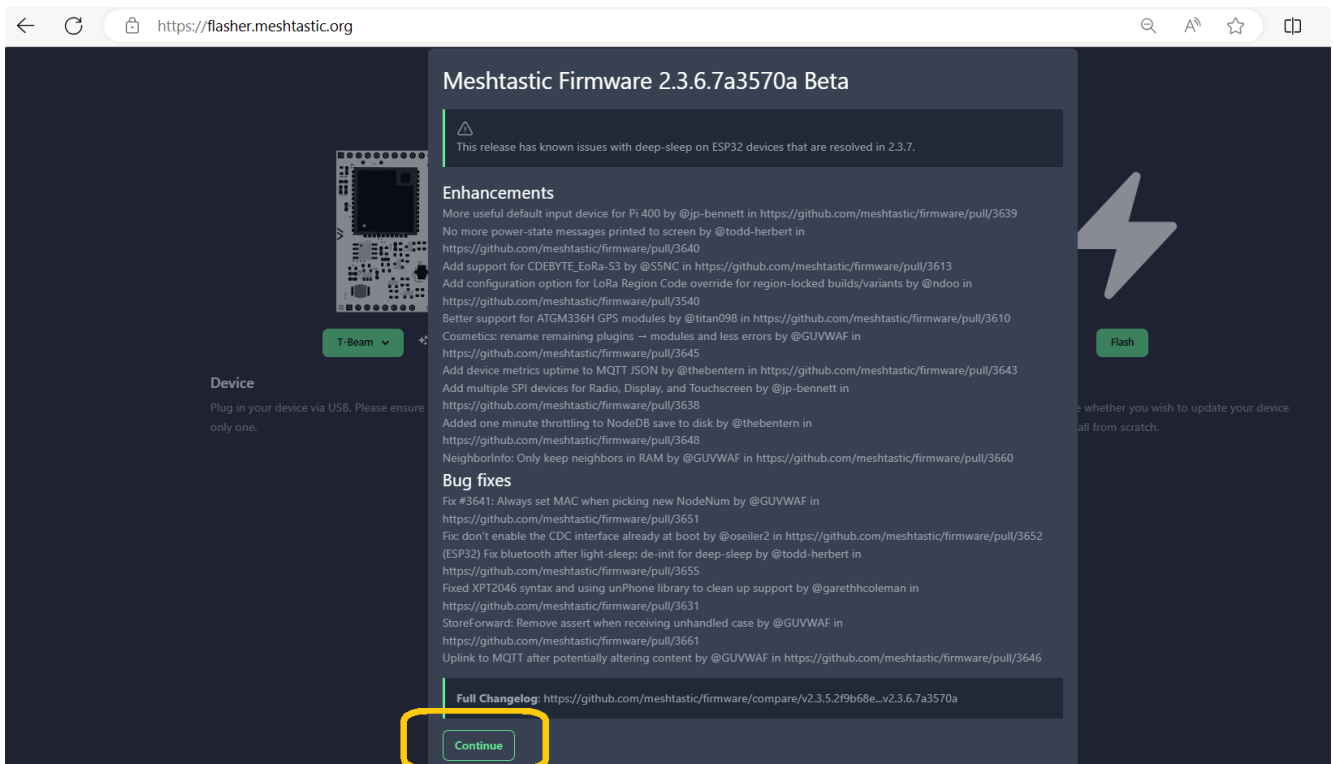 https://flasher.meshtastic.org
Meshtastic Firmware 2.3.6.7a3570a Beta
This release has known issues with deep-sleep on ESP32 devices that are resolved in 2.3.7.
Enhancements
More useful default input device for Pi 400 by @jp-bennett in https://github.com/meshtastic/firmware/pull/3639
No more power-state messages printed to screen by @todd-herbert in
https://github.com/meshtastic/firmware/pull/3640
Add support for CDEBYTE_EoRa-S3 by @S5NC in https://github.com/meshtastic/firmware/pull/3613
Add configuration option for LoRa Region Code override for region-locked builds/variants by @ndoo in
https://github.com/meshtastic/firmware/pull/3540
Better support for ATGM336H GPS modules by @titan098 in https://github.com/meshtastic/firmware/pull/3610
Cosmetics: rename remaining plugins → modules and less errors by @GUVWAF in
https://github.com/meshtastic/firmware/pull/3645
Add device metrics uptime to MQTT JSON by @thebentern in https://github.com/meshtastic/firmware/pull/3643
Add multiple SPI devices for Radio, Display, and Touchscreen by @jp-bennett in
https://github.com/meshtastic/firmware/pull/3638
Added one minute throttling to NodeDB save to disk by @thebentern in
https://github.com/meshtastic/firmware/pull/3648
NeighborInfo: Only keep neighbors in RAM by @GUVWAF in https://github.com/meshtastic/firmware/pull/3660
Bug fixes
Fix #3641: Always set MAC when picking new NodeNum by @GUVWAF in
https://github.com/meshtastic/firmware/pull/3651
Fix: don't enable the CDC interface already at boot by @oseiler2 in https://github.com/meshtastic/firmware/pull/3652
(ESP32) Fix bluetooth after light-sleep; de-init for deep-sleep by @todd-herbert in
https://github.com/meshtastic/firmware/pull/3655
Fixed XPT2046 syntax and using unPhone library to clean up support by @garethhcoleman in
https://github.com/meshtastic/firmware/pull/3631
StoreForward: Remove assert when receiving unhandled case by @GUVWAF in
https://github.com/meshtastic/firmware/pull/3661
Uplink to MQTT after potentially altering content by @GUVWAF in https://github.com/meshtastic/firmware/pull/3646
Full Changelog: https://github.com/meshtastic/firmware/compare/v2.3.5.2f9b68e...v2.3.6.7a3570a
Continue
T-Beam
Device
Plug in your device via USB. Please ensure
only one.
Flash
whether you wish to update your device
all from scratch.